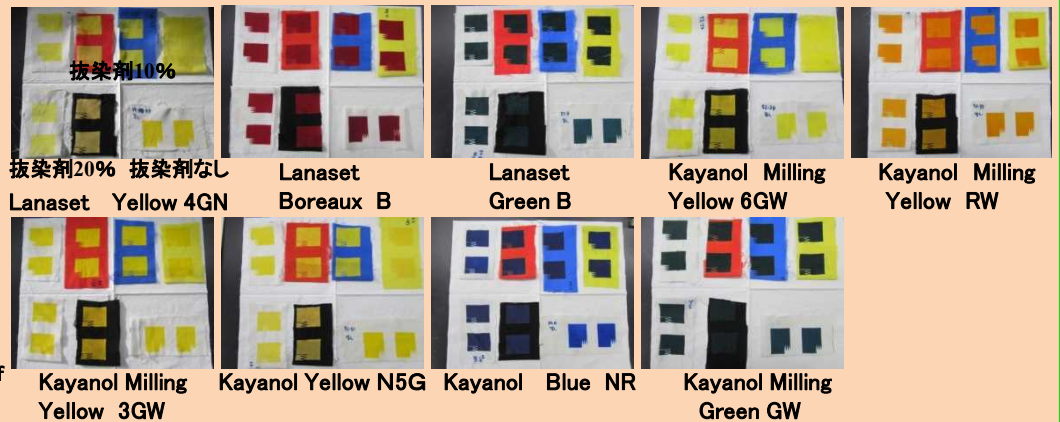 抜染剤10%
抜染剤20% 抜染剤なし
Lanaset Yellow 4GN
Lanaset
Boreaux B
Lanaset
Green B
Kayanol Milling
Yellow 6GW
Kayanol Milling
Yellow RW
f
Kayanol Milling
Yellow 3GW
Kayanol Yellow N5G
Kayanol Blue NR
Kayanol Milling
Green GW